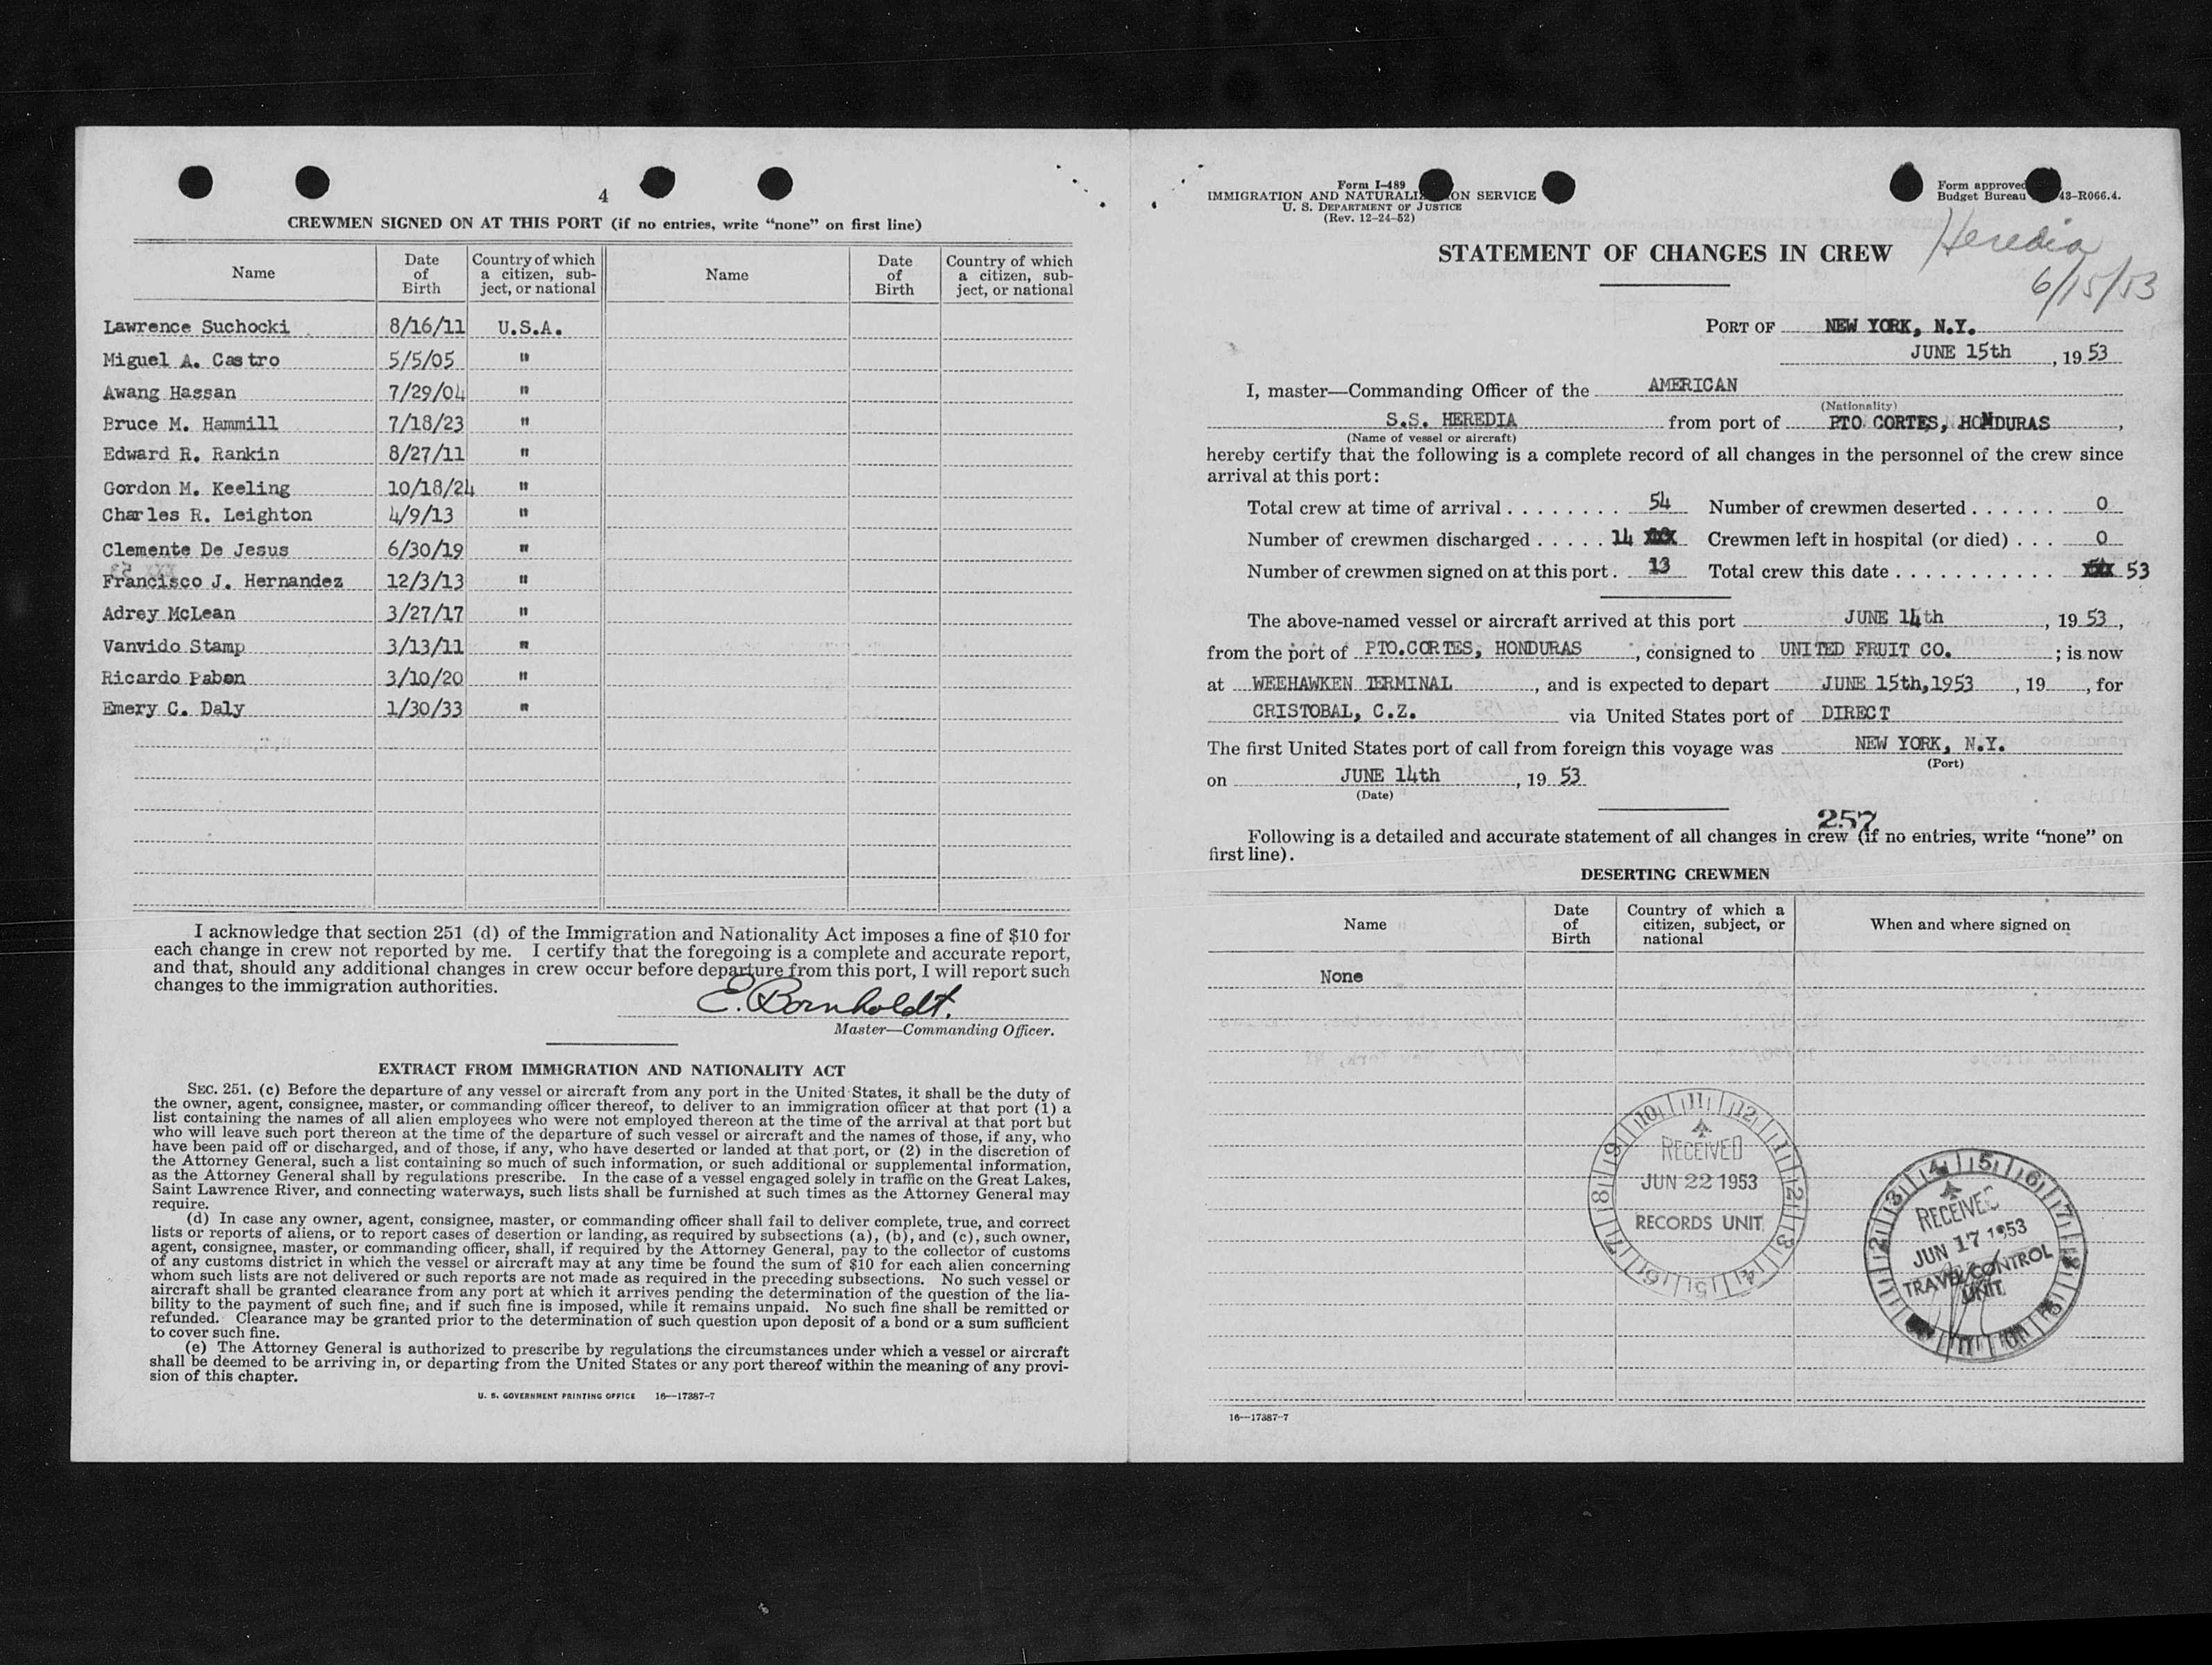 4
CREWMEN SIGNED ON AT THIS PORT (if no entries, write “none” on first line)
Name Date of Birth Country of which a citizen, sub-ject, or national Name Date of Birth Country of which a citizen, sub-ject, or national
Lawrence Suchocki 8/16/11 U.S.A.
Miguel A. Castro 5/5/05 "
Awang Hassan 7/29/04 "
Bruce M. Hammill 7/18/23 "
Edward R. Rankin 8/27/11 "
Gordon M. Keeling 10/18/24 "
Charles R. Leighton 4/9/13 "
Clemente De Jesus 6/30/19 "
Francisco J. Hernandez 12/3/13 "
Adrey McLean 3/27/17 "
Vanvido Stamp 3/13/11 "
Ricardo Pabon 3/10/20 "
Emery C. Daly 1/30/33 "
I acknowledge that section 251 (d) of the Immigration and Nationality Act imposes a fine of $10 for
each change in crew not reported by me. I certify that the foregoing is a complete and accurate report,
and that, should any additional changes in crew occur before departure from this port, I will report such
changes to the immigration authorities.
E. Bornholdt.
Master—Commanding Officer.
EXTRACT FROM IMMIGRATION AND NATIONALITY ACT
SEC. 251. (c) Before the departure of any vessel or aircraft from any port in the United States, it shall be the duty of
the owner, agent, consignee, master, or commanding officer thereof, to deliver to an immigration officer at that port (1) a
list containing the names of all alien employees who were not employed thereon at the time of the arrival at that port but
who will leave such port thereon at the time of the departure of such vessel or aircraft and the names of those, if any, who
have been paid off or discharged, and of those, if any, who have deserted or landed at that port, or (2) in the discretion of
the Attorney General, such a list containing so much of such information, or such additional or supplemental information,
as the Attorney General shall by regulations prescribe. In the case of a vessel engaged solely in traffic on the Great Lakes,
Saint Lawrence River, and connecting waterways, such lists shall be furnished at such times as the Attorney General may
require.
(d) In case any owner, agent, consignee, master, or commanding officer shall fail to deliver complete, true, and correct
lists or reports of aliens, or to report cases of desertion or landing, as required by subsections (a), (b), and (c), such owner,
agent, consignee, master, or commanding officer, shall, if required by the Attorney General, pay to the collector of customs
of any customs district in which the vessel or aircraft may at any time be found the sum of $10 for each alien concerning
whom such lists are not delivered or such reports are not made as required in the preceding subsections. No such vessel or
aircraft shall be granted clearance from any port at which it arrives pending the determination of the question of the lia-
bility to the payment of such fine, and if such fine is imposed, while it remains unpaid. No such fine shall be remitted or
refunded. Clearance may be granted prior to the determination of such question upon deposit of a bond or a sum sufficient
to cover such fine.
(e) The Attorney General is authorized to prescribe by regulations the circumstances under which a vessel or aircraft
shall be deemed to be arriving in, or departing from the United States or any port thereof within the meaning of any provi-
sion of this chapter.
U. S. GOVERNMENT PRINTING OFFICE 16—17387-7
Form I-489
IMMIGRATION AND NATURALIZATION SERVICE
U. S. DEPARTMENT OF JUSTICE
(Rev. 12-24-52)
Form approved
Budget Bureau 43-R066.4.
Heredia
6/15/53
STATEMENT OF CHANGES IN CREW
PORT OF NEW YORK, N.Y.
JUNE 15th, 19 53
I, master—Commanding Officer of the AMERICAN
(Nationality)
S.S. HEREDIA from port of PTO CORTES, HONDURAS,
(Name of vessel or aircraft)
hereby certify that the following is a complete record of all changes in the personnel of the crew since
arrival at this port:
Total crew at time of arrival . . . . . . . . 54 Number of crewmen deserted . . . . . . 0
Number of crewmen discharged . . . . . 14 XXX Crewmen left in hospital (or died) . . . 0
Number of crewmen signed on at this port . 13 Total crew this date . . . . . . . . . . . XXX 53
The above-named vessel or aircraft arrived at this port JUNE 14th, 19 53,
from the port of PTO.CORTES, HONDURAS, consigned to UNITED FRUIT CO.; is now
at WEEHAWKEN TERMINAL, and is expected to depart JUNE 15th,1953, 19 , for
CRISTOBAL, C.Z. via United States port of DIRECT
The first United States port of call from foreign this voyage was NEW YORK, N.Y.
(Port)
on JUNE 14th, 19 53
(Date)
257
Following is a detailed and accurate statement of all changes in crew (if no entries, write “none” on
first line).
DESERTING CREWMEN
Name Date of Birth Country of which a citizen, subject, or national When and where signed on
None
RECEIVED
JUN 22 1953
RECORDS UNIT
RECEIVED
JUN 17 1953
TRAVEL CONTROL
UNIT
16—17387-7